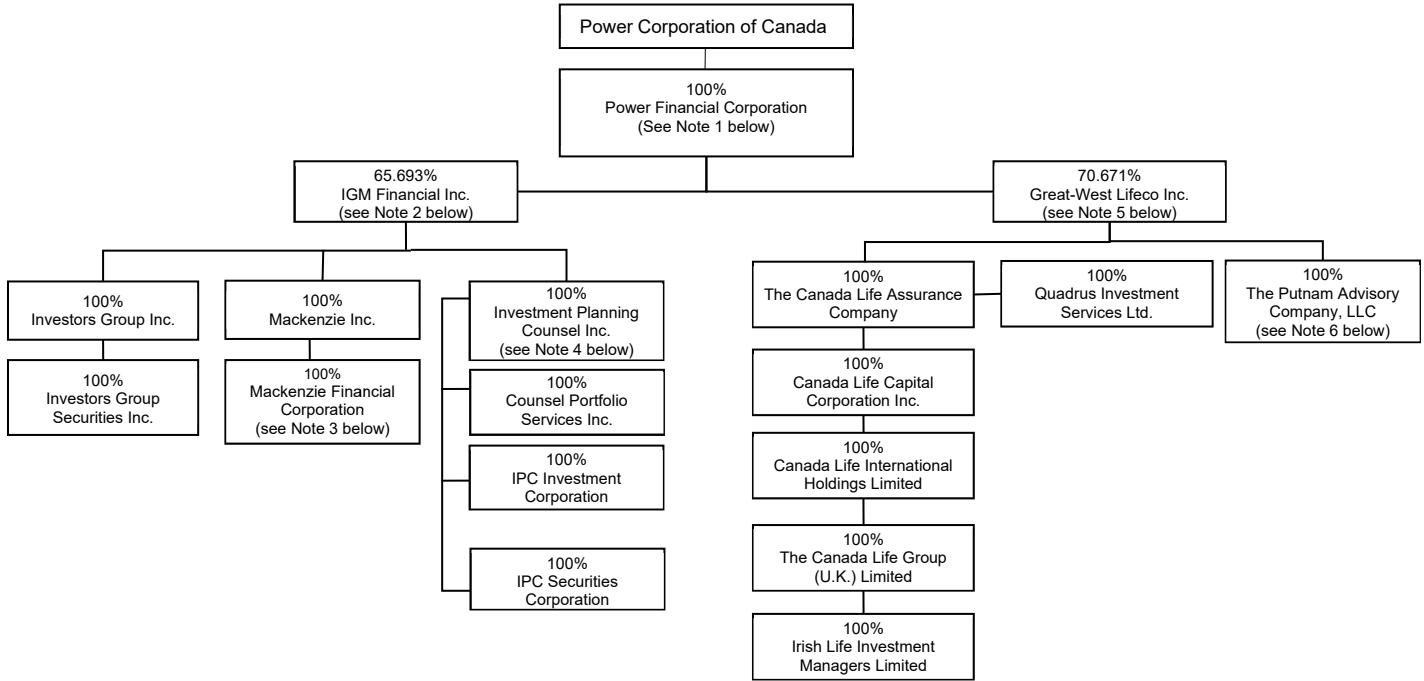 Power Corporation of Canada
100%
Power Financial Corporation
(See Note 1 below)
65.693%
IGM Financial Inc.
(see Note 2 below)
70.671%
Great-West Lifeco Inc.
(see Note 5 below)
100%
Investors Group Inc.
100%
Investors Group
Securities Inc.
100%
Mackenzie Inc.
100%
Mackenzie Financial
Corporation
(see Note 3 below)
100%
Investment Planning
Counsel Inc.
(see Note 4 below)
100%
Counsel Portfolio
Services Inc.
100%
IPC Investment
Corporation
100%
IPC Securities
Corporation
100%
The Canada Life Assurance
Company
100%
Quadrus Investment
Services Ltd.
100%
The Putnam Advisory
Company, LLC
(see Note 6 below)
100%
Canada Life Capital
Corporation Inc.
100%
Canada Life International
Holdings Limited
100%
The Canada Life Group
(U.K.) Limited
100%
Irish Life Investment
Managers Limited